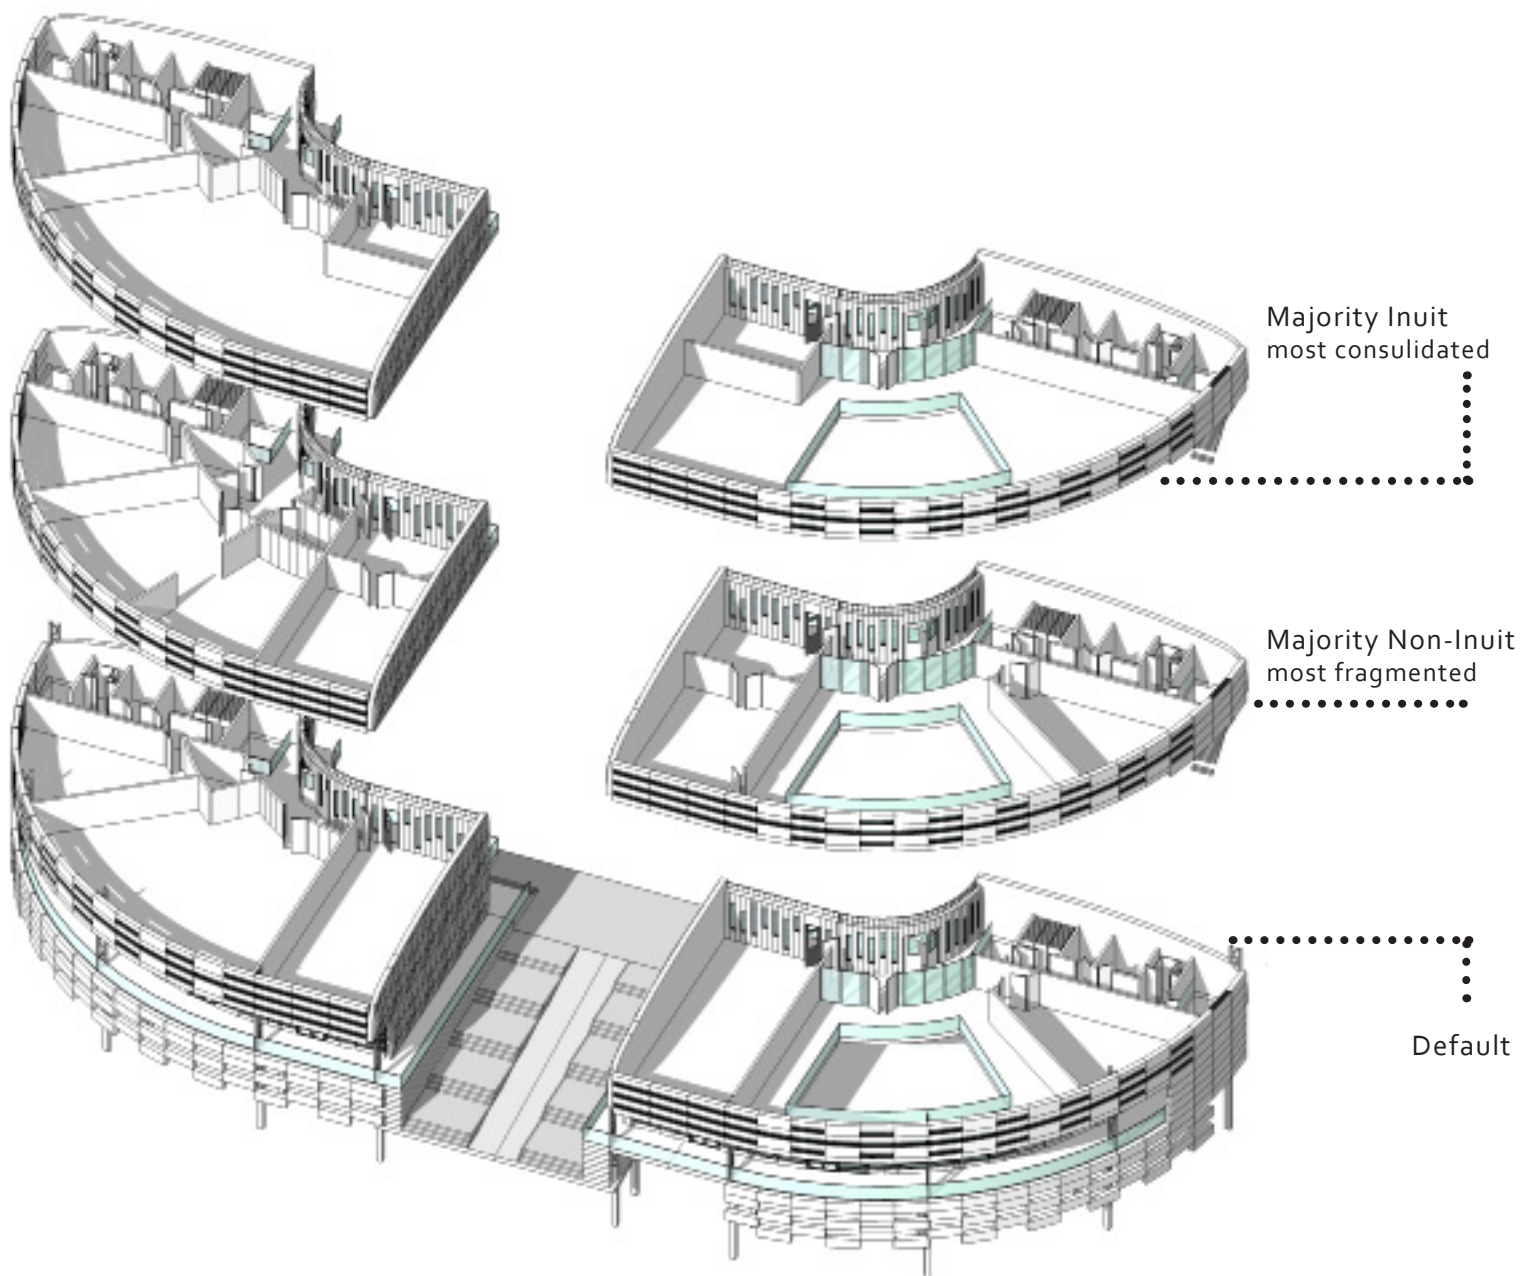 Majority Inuit
most consulidated
Majority Non-Inuit
most fragmented
Default